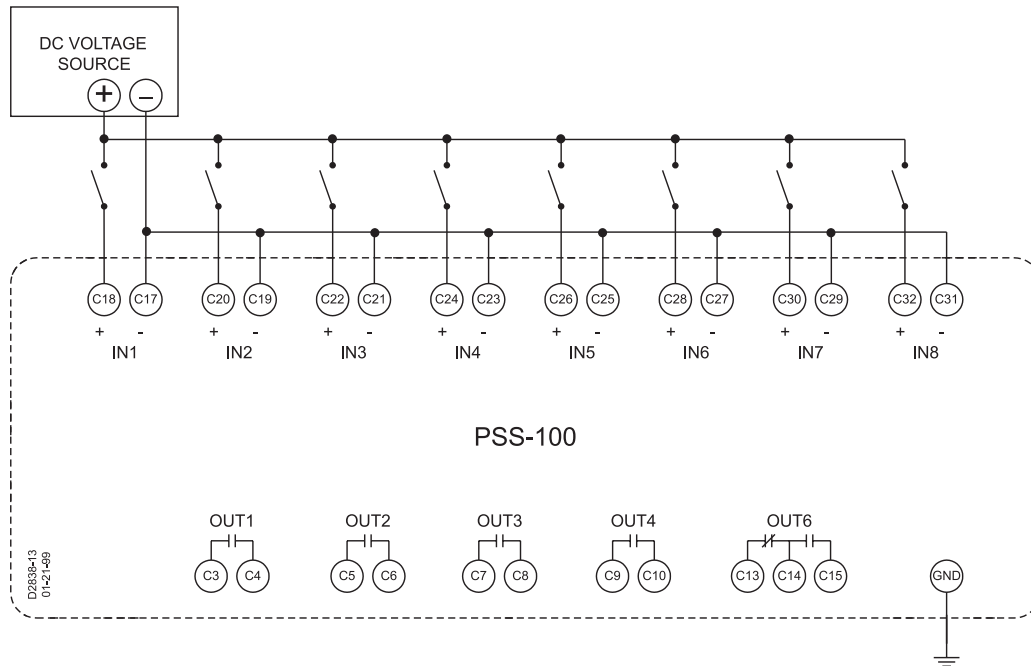 DC VOLTAGE
SOURCE
+ –
C18 C17 C20 C19 C22 C21 C24 C23 C26 C25 C28 C27 C30 C29 C32 C31
+ - + - + - + - + - + - + - + -
IN1 IN2 IN3 IN4 IN5 IN6 IN7 IN8
PSS-100
OUT1 OUT2 OUT3 OUT4 OUT6
C3 C4 C5 C6 C7 C8 C9 C10 C13 C14 C15 GND
D2838-13
01-21-99